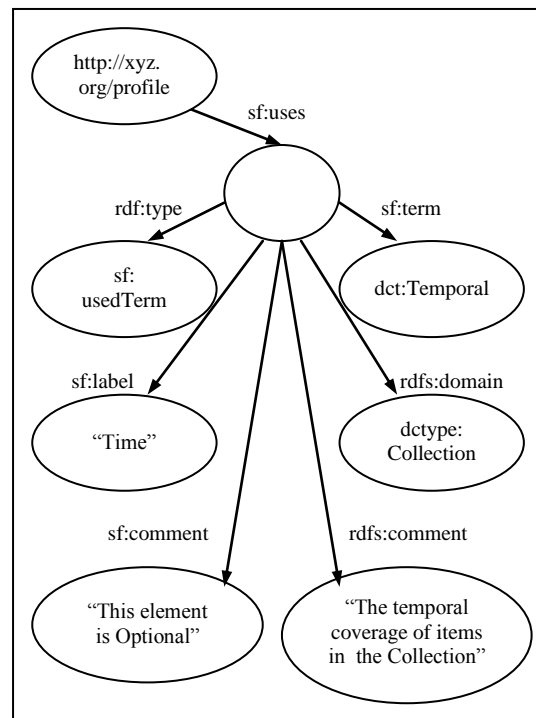 http://xyz.
org/profile
sf:uses
rdf:type
sf:term
sf:
usedTerm
dct:Temporal
sf:label
rdfs:domain
“Time”
dctype:
Collection
sf:comment
rdfs:comment
“This element
is Optional”
“The temporal
coverage of items
in the Collection”